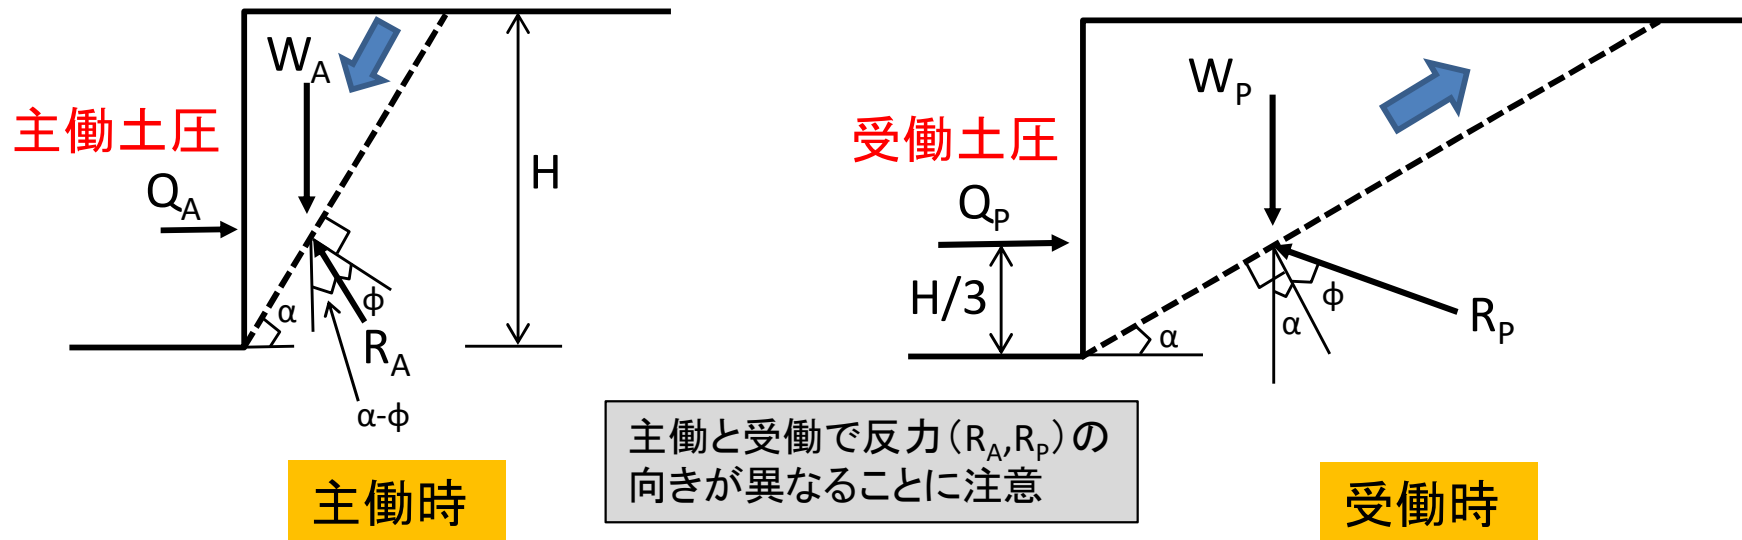 W_A
主働土圧
Q_A
H
α
φ
R_A
α-φ
主働時
W_P
受働土圧
Q_P
H/3
α
α
φ
R_P
主働と受働で反力(R_A,R_P)の
向きが異なることに注意
受働時